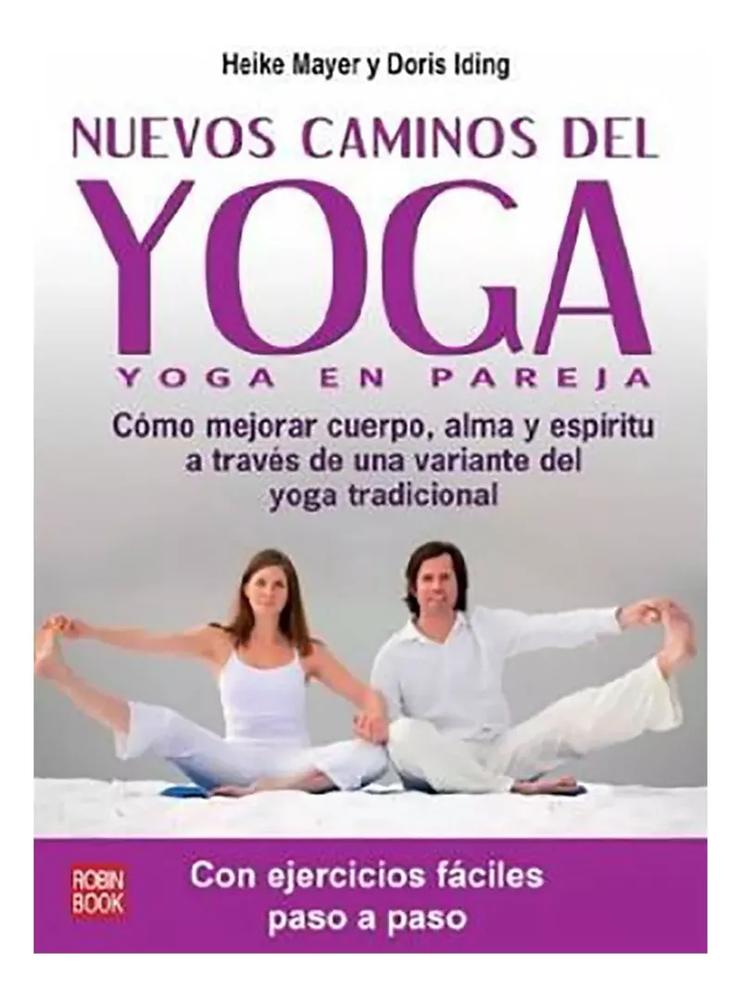 Heike Mayer y Doris Iding
NUEVOS CAMINOS DEL
YOGA
YOGA EN PAREJA
Cómo mejorar cuerpo, alma y espíritu
a través de una variante del
yoga tradicional
ROBIN
BOOK
Con ejercicios fáciles
paso a paso